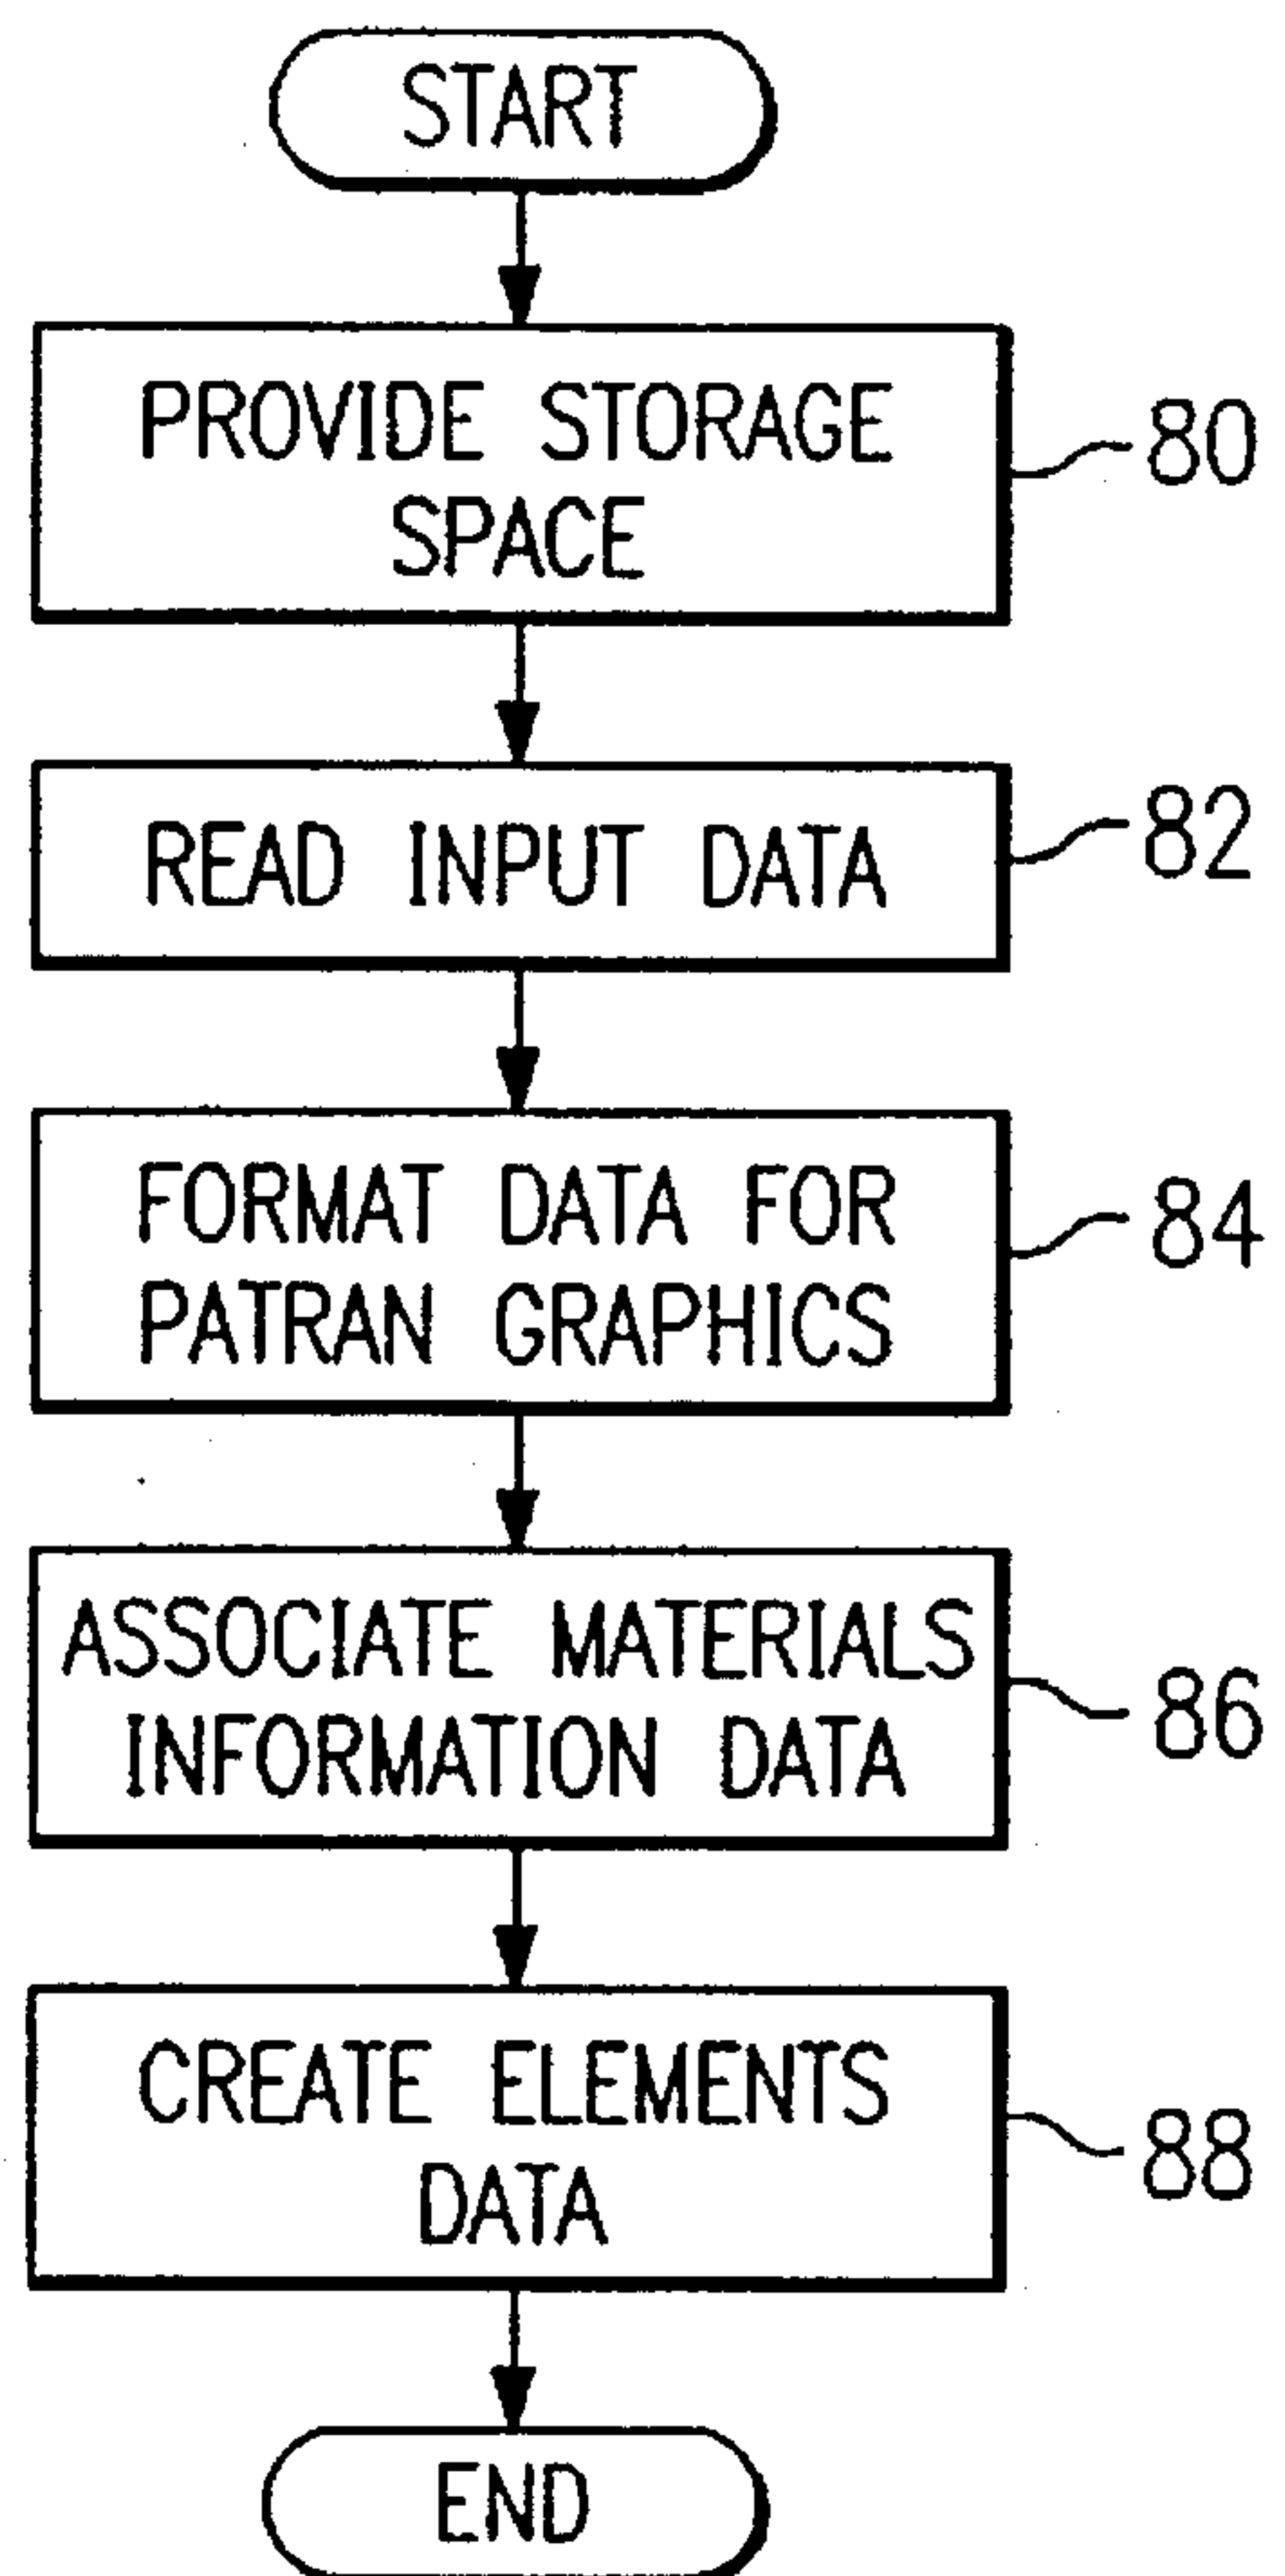 START
PROVIDE STORAGE
SPACE
80
READ INPUT DATA
82
FORMAT DATA FOR
PATRAN GRAPHICS
84
ASSOCIATE MATERIALS
INFORMATION DATA
86
CREATE ELEMENTS
DATA
88
END